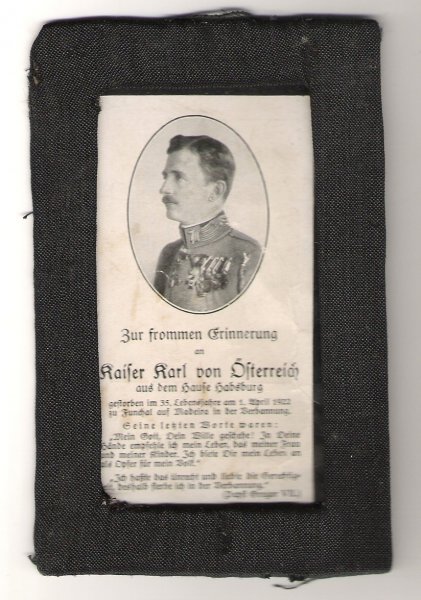 Zur frommen Erinnerung
an
Kaiser Karl von Österreich
aus dem Hause Habsburg
gestorben im 35. Lebensjahre am 1. April 1922
zu Funchal auf Madeira in der Verbannung.
Seine letzten Worte waren:
„Mein Gott, Dein Wille geschehe! In Deine
Hände empfehle ich mein Leben, das meiner Frau
und meiner Kinder. Ich biete Dir mein Leben an
als Opfer für mein Volk."
„Ich haßte das Unrecht und liebte die Gerechtig-
deshalb sterbe ich in der Verbannung."
(Papst Gregor VII.)